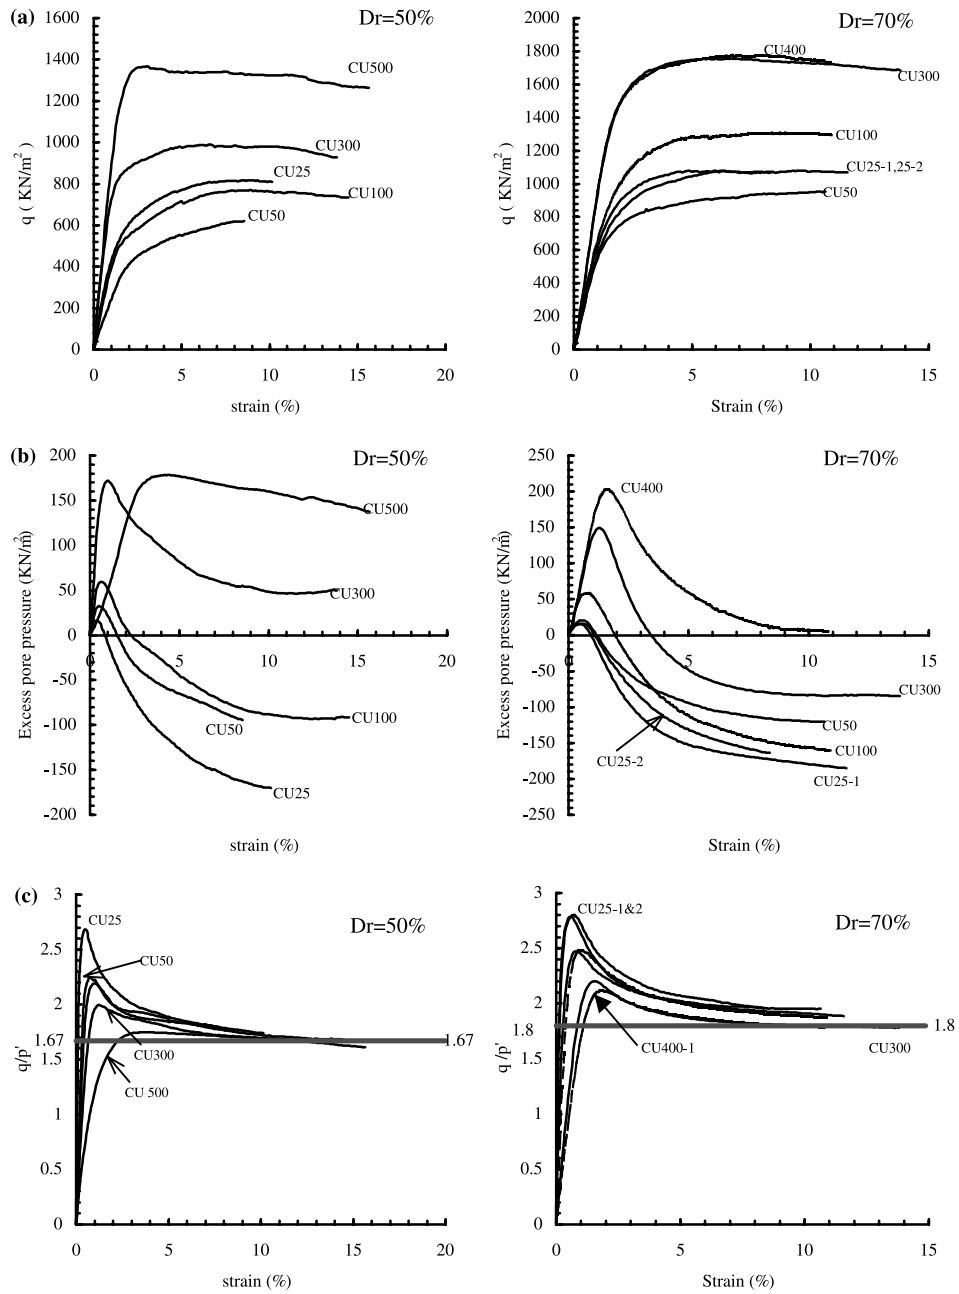 (a)
Dr=50%
1600
1400
1200
1000
800
600
400
200
0
q ( KN/m² )
CU500
CU300
CU25
CU100
CU50
0 5 10 15 20
strain (%)
Dr=70%
2000
1800
1600
1400
1200
1000
800
600
400
200
0
q ( KN/m² )
CU400
CU300
CU100
CU25-1,25-2
CU50
0 5 10 15
Strain (%)
(b)
Dr=50%
200
150
100
50
0
-50
-100
-150
-200
Excess pore pressure (KN/m²)
CU500
CU300
CU100
CU50
CU25
0 5 10 15 20
strain (%)
Dr=70%
250
200
150
100
50
0
-50
-100
-150
-200
-250
Excess pore pressure (KN/m²)
CU400
CU300
CU50
CU100
CU25-2
CU25-1
0 5 10 15
Strain (%)
(c)
Dr=50%
3
2.5
2
1.67
1.5
1
0.5
0
q/p'
CU25
CU50
CU300
CU 500
1.67
0 5 10 15 20
strain (%)
Dr=70%
3
2.5
2
1.8
1.5
1
0.5
0
q/p'
CU25-1&2
CU400-1
CU300
1.8
0 5 10 15
Strain (%)